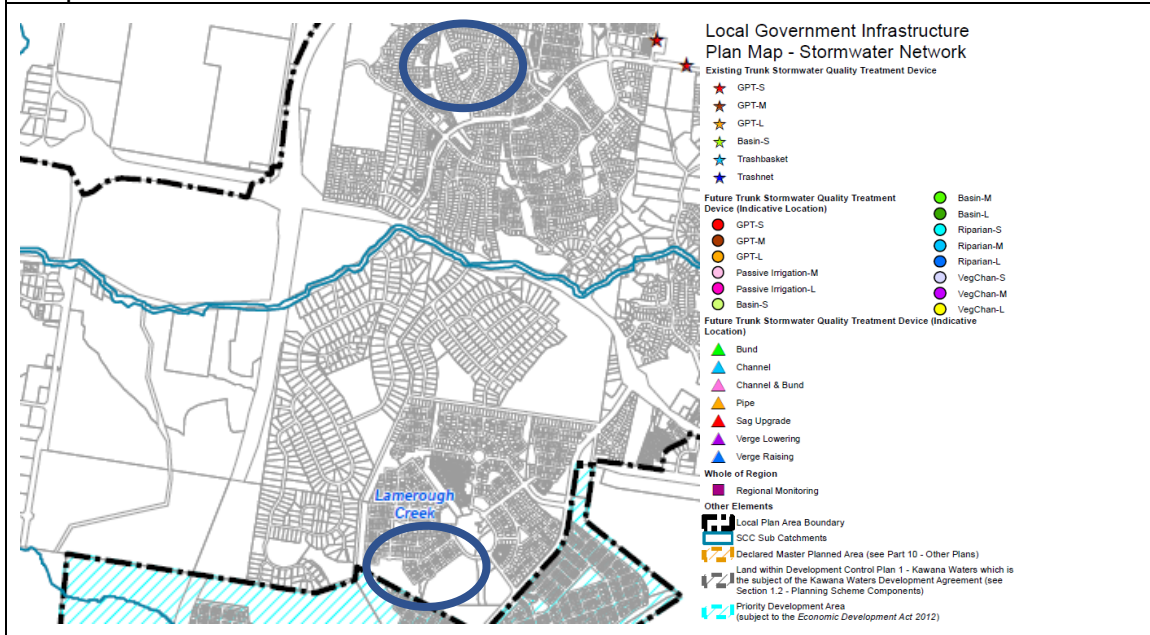 Local Government Infrastructure
Plan Map - Stormwater Network
Existing Trunk Stormwater Quality Treatment Device
GPT-S
GPT-M
GPT-L
Basin-S
Trashbasket
Trashnet
Future Trunk Stormwater Quality Treatment
Device (Indicative Location)
GPT-S
GPT-M
GPT-L
Passive Irrigation-M
Passive Irrigation-L
Basin-S
Basin-M
Basin-L
Riparian-S
Riparian-M
Riparian-L
VegChan-S
VegChan-M
VegChan-L
Future Trunk Stormwater Quality Treatment Device (Indicative
Location)
Bund
Channel
Channel & Bund
Pipe
Sag Upgrade
Verge Lowering
Verge Raising
Whole of Region
Regional Monitoring
Other Elements
Local Plan Area Boundary
SCC Sub Catchments
Declared Master Planned Area (see Part 10 - Other Plans)
Land within Development Control Plan 1 - Kawana Waters which is
the subject of the Kawana Waters Development Agreement (see
Section 1.2 - Planning Scheme Components)
Priority Development Area
(subject to the Economic Development Act 2012)
Lamerough
Creek